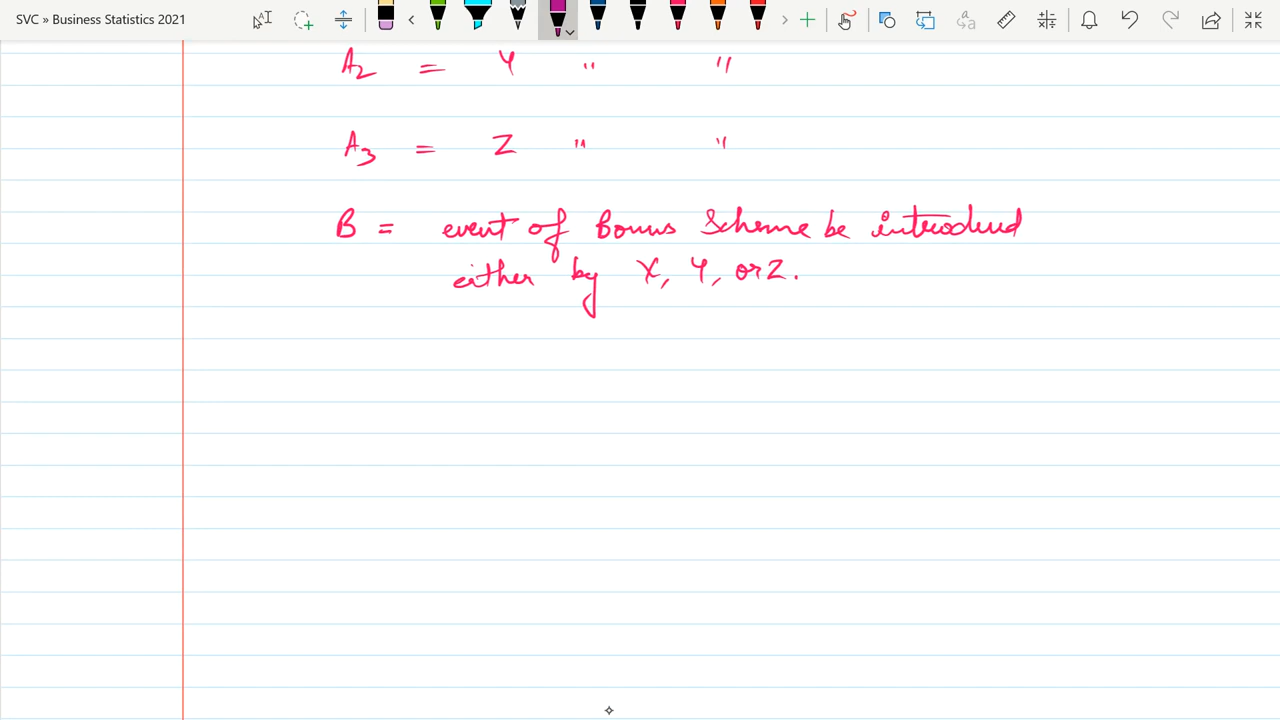 SVC » Business Statistics 2021
A2 = Y " "
A3 = Z " "
B = event of Bonus Scheme be introduced
either by X, Y, or Z.